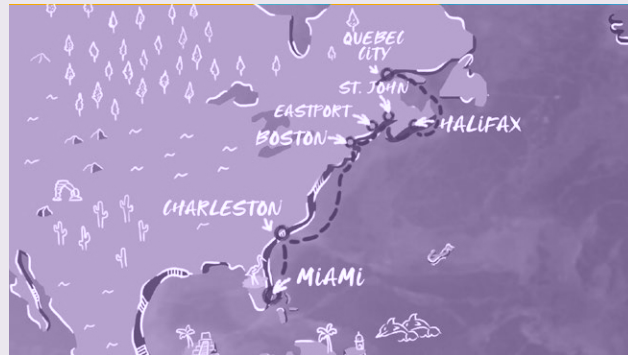 QUEBEC
CITY
ST. JOHN
EASTPORT
BOSTON
HALIFAX
CHARLESTON
MIAMI